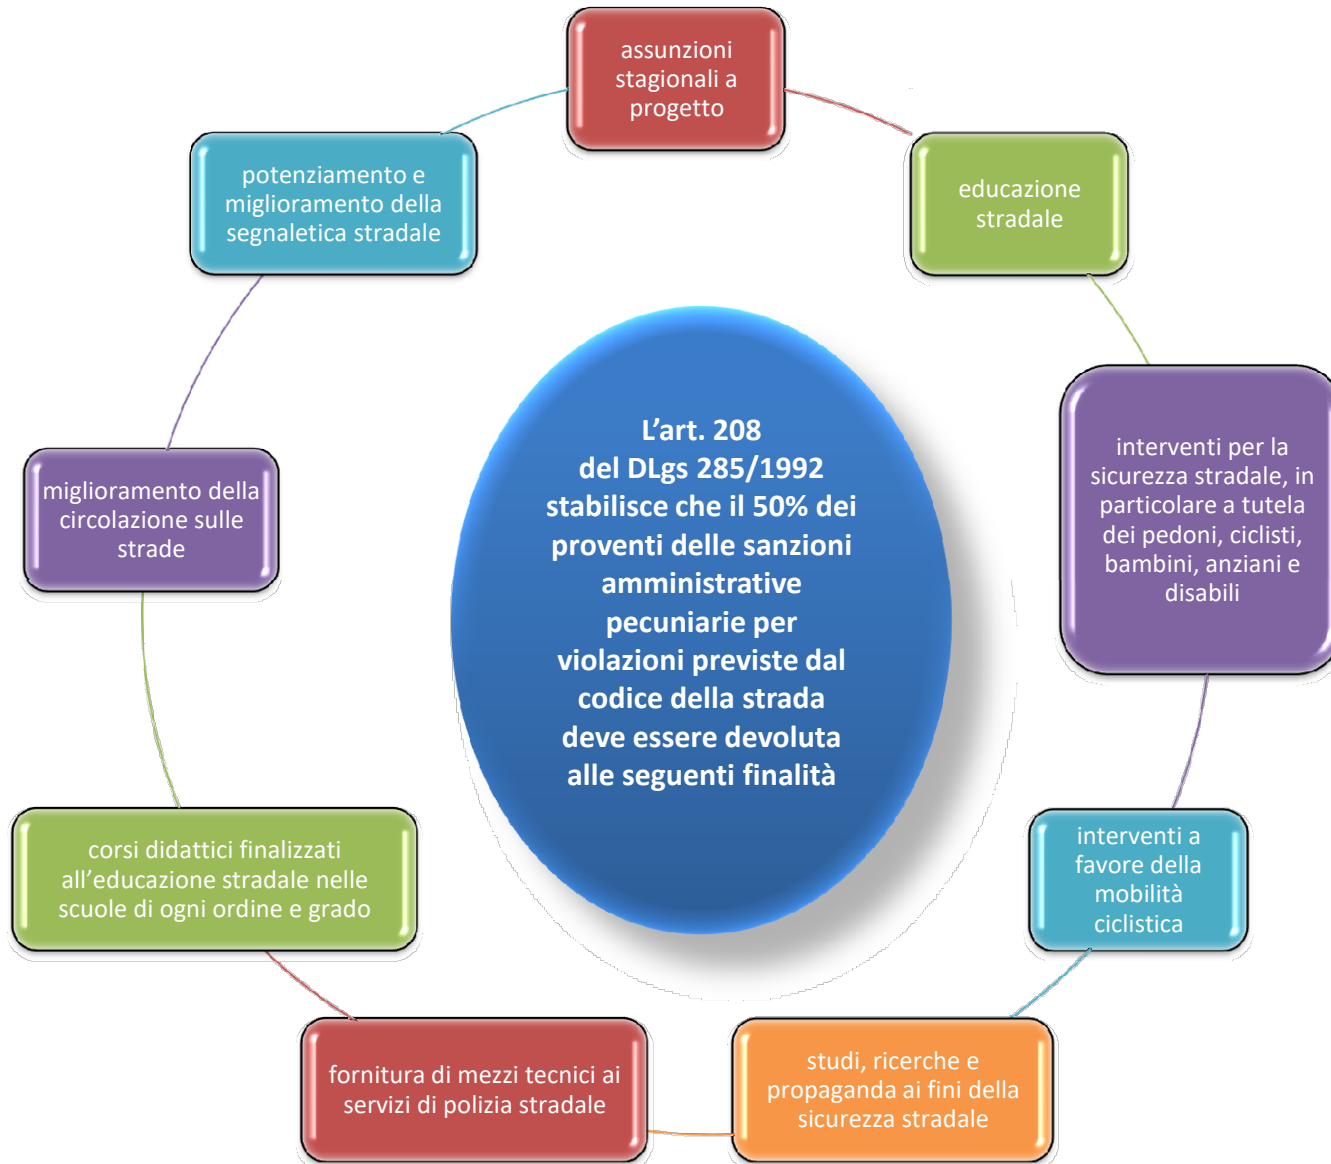 assunzioni
stagionali a
progetto
educazione
stradale
interventi per la
sicurezza stradale, in
particolare a tutela
dei pedoni, ciclisti,
bambini, anziani e
disabili
interventi a
favore della
mobilità
ciclistica
studi, ricerche e
propaganda ai fini della
sicurezza stradale
fornitura di mezzi tecnici ai
servizi di polizia stradale
corsi didattici finalizzati
all’educazione stradale nelle
scuole di ogni ordine e grado
miglioramento della
circolazione sulle
strade
potenziamento e
miglioramento della
segnaletica stradale
L’art. 208
del DLgs 285/1992
stabilisce che il 50% dei
proventi delle sanzioni
amministrative
pecuniarie per
violazioni previste dal
codice della strada
deve essere devoluta
alle seguenti finalità